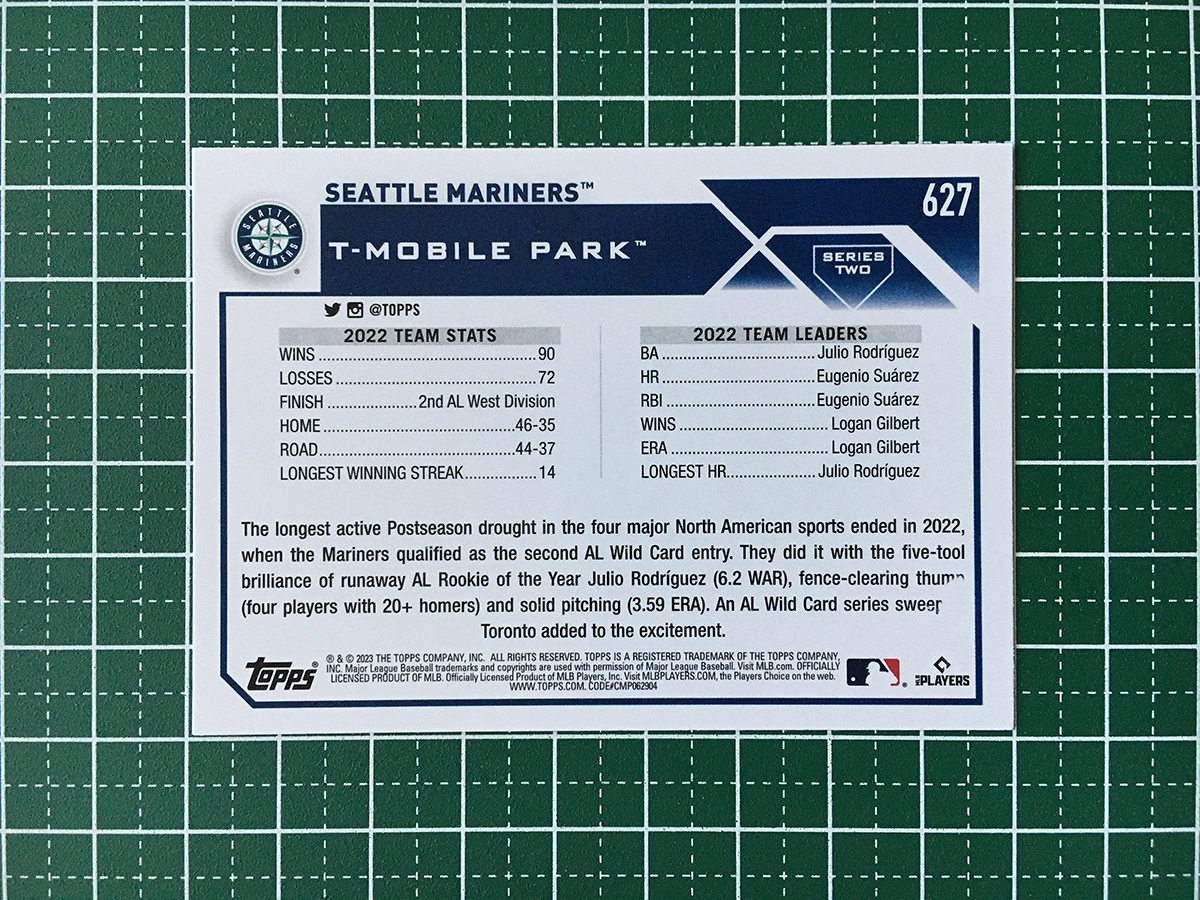 SEATTLE MARINERS™
627
SEATTLE MARINERS ®
T-MOBILE PARK™
SERIES TWO
@TOPPS
2022 TEAM STATS
WINS 90
LOSSES 72
FINISH 2nd AL West Division
HOME 46-35
ROAD 44-37
LONGEST WINNING STREAK 14
2022 TEAM LEADERS
BA Julio Rodríguez
HR Eugenio Suárez
RBI Eugenio Suárez
WINS Logan Gilbert
ERA Logan Gilbert
LONGEST HR Julio Rodríguez
The longest active Postseason drought in the four major North American sports ended in 2022,
when the Mariners qualified as the second AL Wild Card entry. They did it with the five-tool
brilliance of runaway AL Rookie of the Year Julio Rodríguez (6.2 WAR), fence-clearing
(four players with 20+ homers) and solid pitching (3.59 ERA). An AL Wild Card series
Toronto added to the excitement.
Topps®
® & © 2023 THE TOPPS COMPANY, INC. ALL RIGHTS RESERVED. TOPPS IS A REGISTERED TRADEMARK OF THE TOPPS COMPANY,
INC. Major League Baseball trademarks and copyrights are used with permission of Major League Baseball. Visit MLB.com. OFFICIALLY
LICENSED PRODUCT OF MLB. Officially Licensed Product of MLB Players, Inc. Visit MLBPLAYERS.COM, the Players Choice on the web.
WWW.TOPPS.COM. CODE#CMP062904
MLB PLAYERS